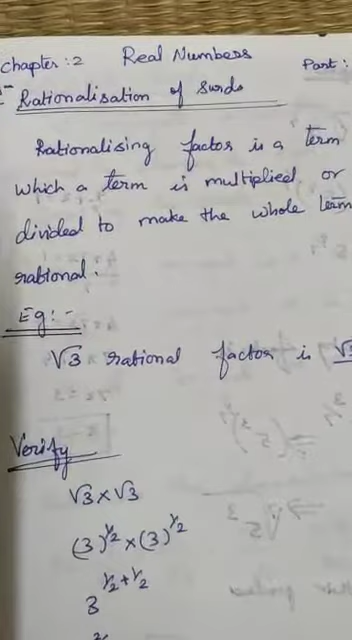 Chapter : 2 Real Numbers Part :
Rationalisation of Surds
Rationalising factor is a term
which a term is multiplied or
divided to make the whole term
rational.
Eg:-
√3 rational factor is √3
Verify
√3 × √3
(3)^1/2 × (3)^1/2
3^1/2+1/2